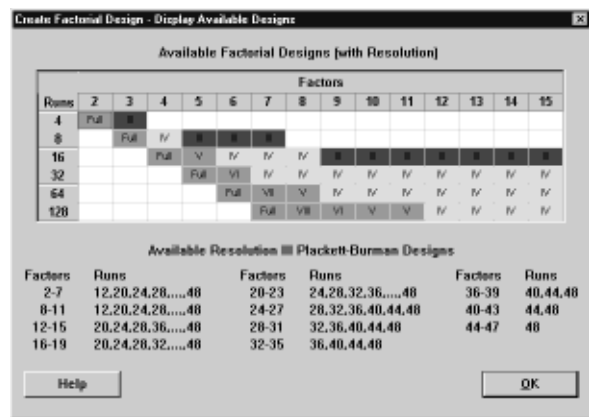 Create Factorial Design - Display Available Designs
Available Factorial Designs (with Resolution)
Factors
Runs 2 3 4 5 6 7 8 9 10 11 12 13 14 15
4 Full III
8 Full IV III III III
16 Full V IV IV IV III III III III III III III
32 Full VI IV IV IV IV IV IV IV IV IV
64 Full VII V IV IV IV IV IV IV IV
128 Full VIII VI V V IV IV IV IV
Available Resolution III Plackett-Burman Designs
Factors Runs Factors Runs Factors Runs
2-7 12,20,24,28,...,48 20-23 24,28,32,36,...,48 36-39 40,44,48
8-11 12,20,24,28,...,48 24-27 28,32,36,40,44,48 40-43 44,48
12-15 20,24,28,36,...,48 28-31 32,36,40,44,48 44-47 48
16-19 20,24,28,32,...,48 32-35 36,40,44,48
Help OK